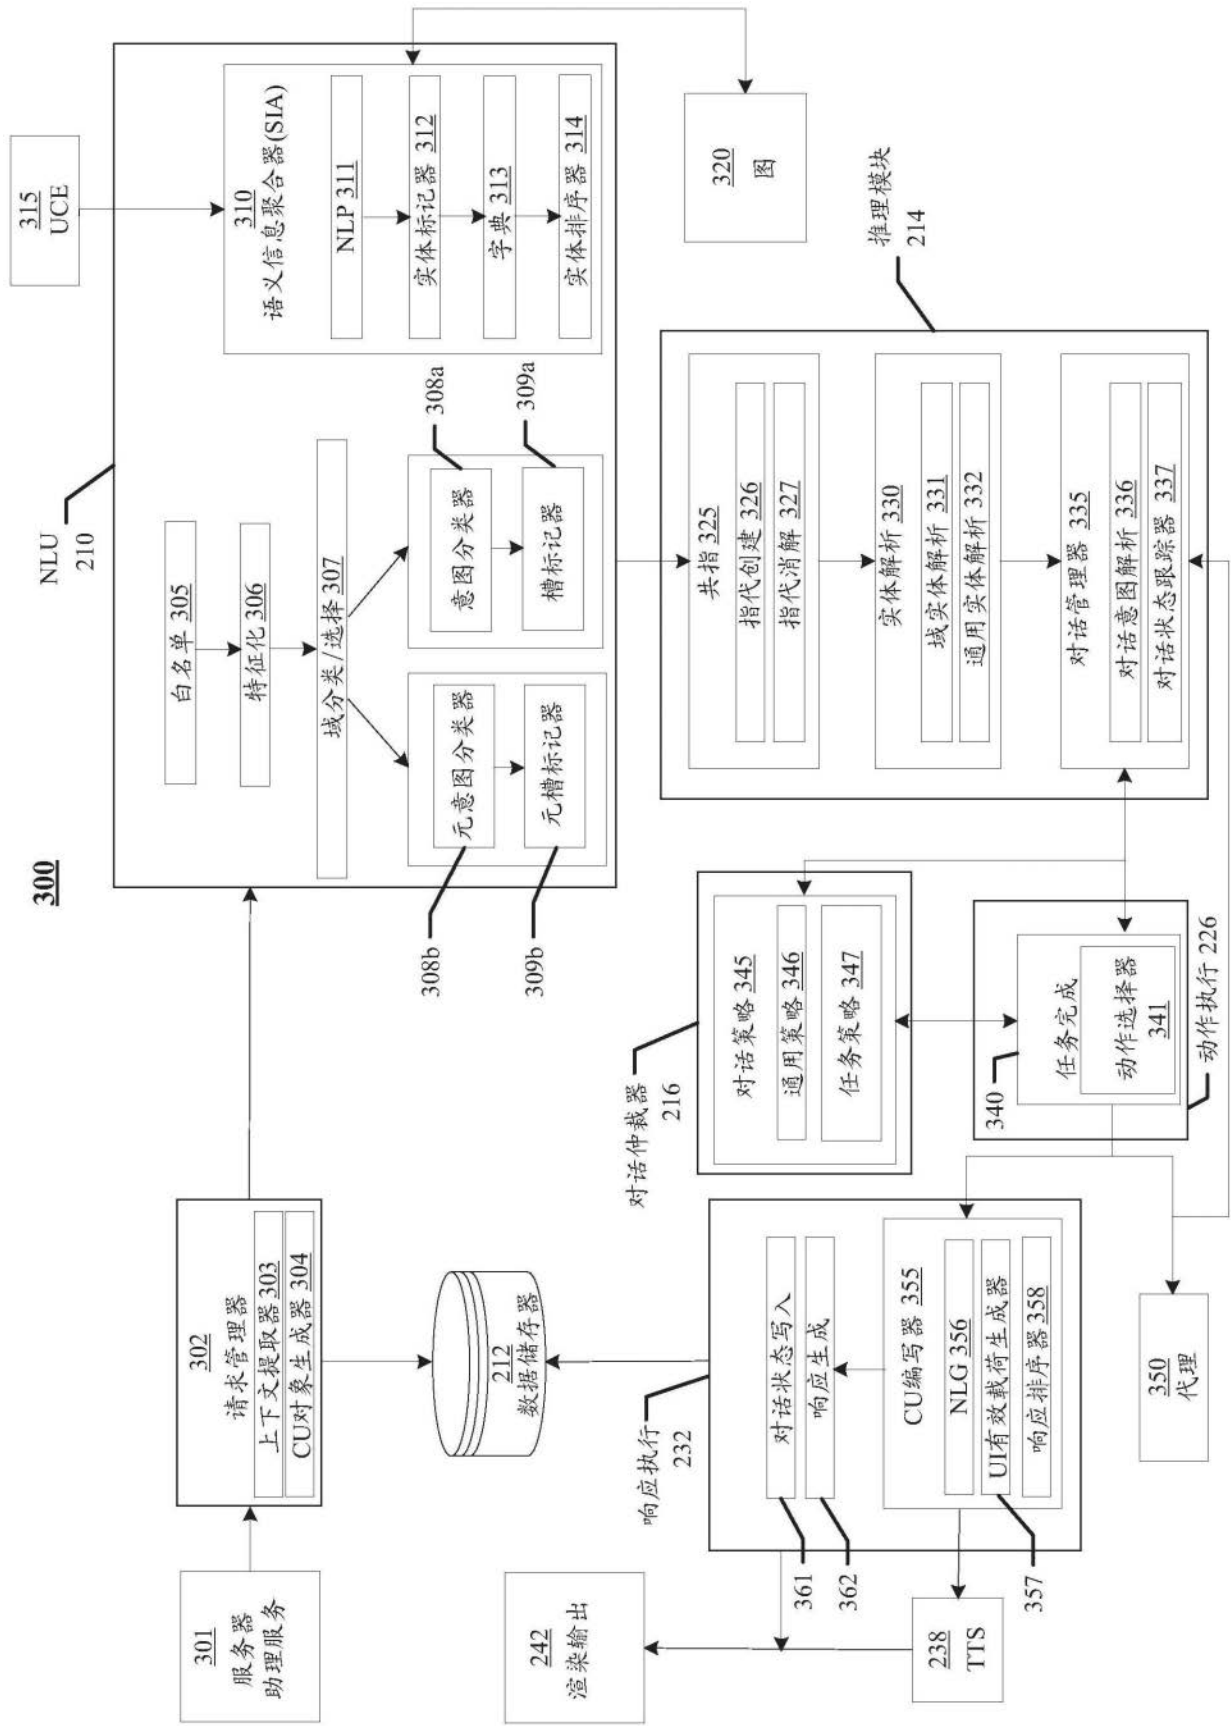 300
301
服务器
助理服务
302
请求管理器
上下文提取器 303
CU对象生成器 304
NLU
210
白名单 305
特征化 306
域分类/选择 307
元意图分类器
元槽标记器
308b
309b
意图分类器
槽标记器
308a
309a
315
UCE
310
语义信息聚合器(SIA)
NLP 311
实体标记器 312
字典 313
实体排序器 314
320
图
212
数据储存器
推理模块
214
共指 325
指代创建 326
指代消解 327
实体解析 330
域实体解析 331
通用实体解析 332
对话管理器 335
对话意图解析 336
对话状态跟踪器 337
对话仲裁器
216
对话策略 345
通用策略 346
任务策略 347
340
任务完成
动作选择器
341
动作执行 226
响应执行
232
对话状态写入
响应生成
361
362
CU编写器 355
NLG 356
UI有效载荷生成器
响应排序器 358
357
350
代理
242
渲染输出
238
TTS